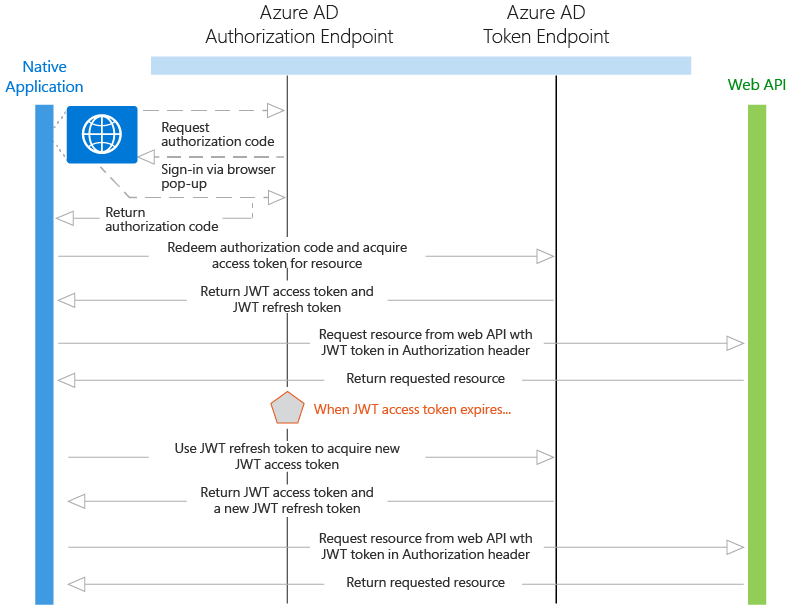 Azure AD
Authorization Endpoint
Azure AD
Token Endpoint
Native
Application
Web API
Request
authorization code
Sign-in via browser
pop-up
Return
authorization code
Redeem authorization code and acquire
access token for resource
Return JWT access token and
JWT refresh token
Request resource from web API wth
JWT token in Authorization header
Return requested resource
When JWT access token expires...
Use JWT refresh token to acquire new
JWT access token
Return JWT access token and
a new JWT refresh token
Request resource from web API wth
JWT token in Authorization header
Return requested resource